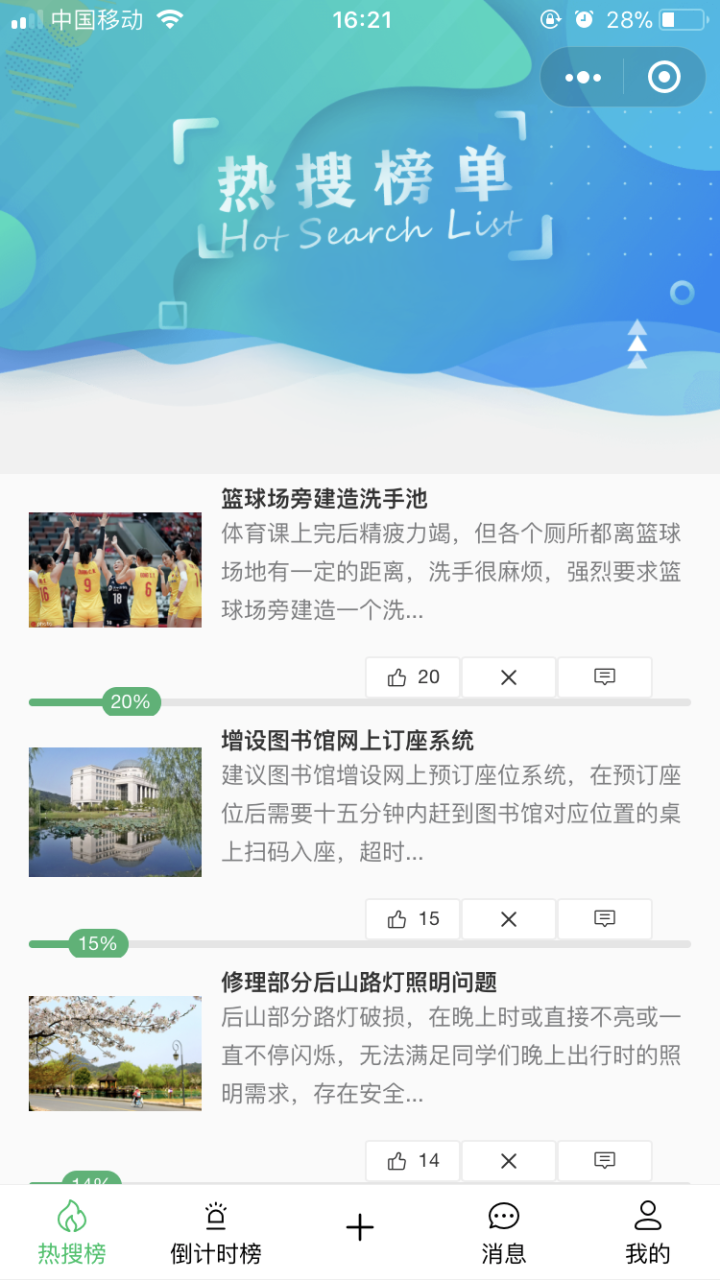 中国移动 16:21 28%
热搜榜单
Hot Search List
篮球场旁建造洗手池
体育课上完后精疲力竭，但各个厕所都离篮球
场地有一定的距离，洗手很麻烦，强烈要求篮
球场旁建造一个洗...
20
20%
增设图书馆网上订座系统
建议图书馆增设网上预订座位系统，在预订座
位后需要十五分钟内赶到图书馆对应位置的桌
上扫码入座，超时...
15
15%
修理部分后山路灯照明问题
后山部分路灯破损，在晚上时或直接不亮或一
直不停闪烁，无法满足同学们晚上出行时的照
明需求，存在安全...
14
14%
热搜榜 倒计时榜 消息 我的